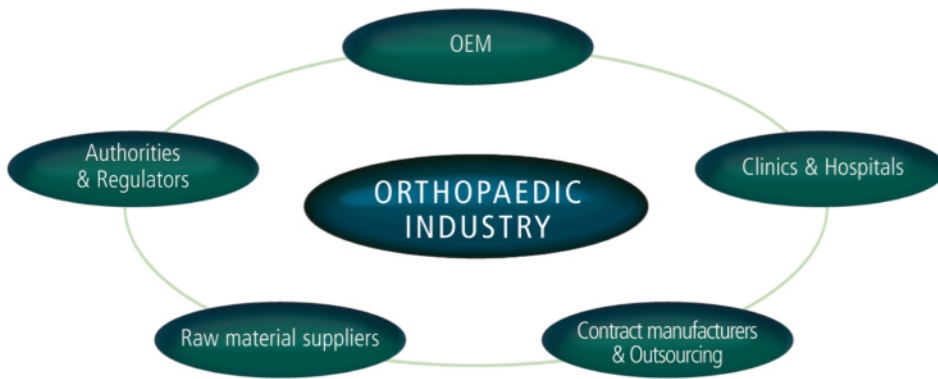 OEM
Authorities
& Regulators
Clinics & Hospitals
ORTHOPAEDIC
INDUSTRY
Raw material suppliers
Contract manufacturers
& Outsourcing